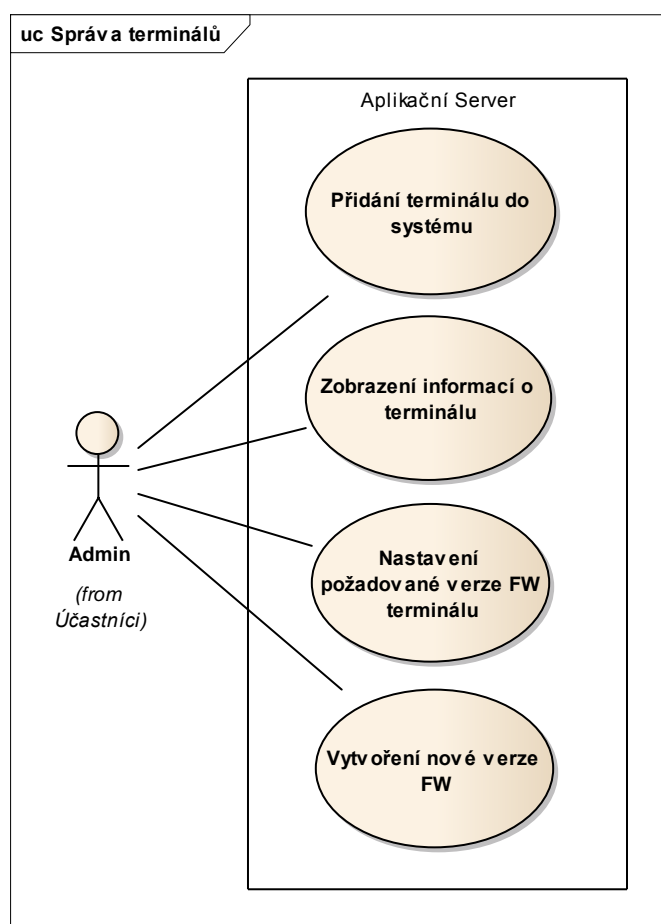 uc Správa terminálů
Aplikační Server
Přidání terminálu do
systému
Zobrazení informací o
terminálu
Nastavení
požadované verze FW
terminálu
Vytvoření nové verze
FW
Admin
(from
Účastníci)